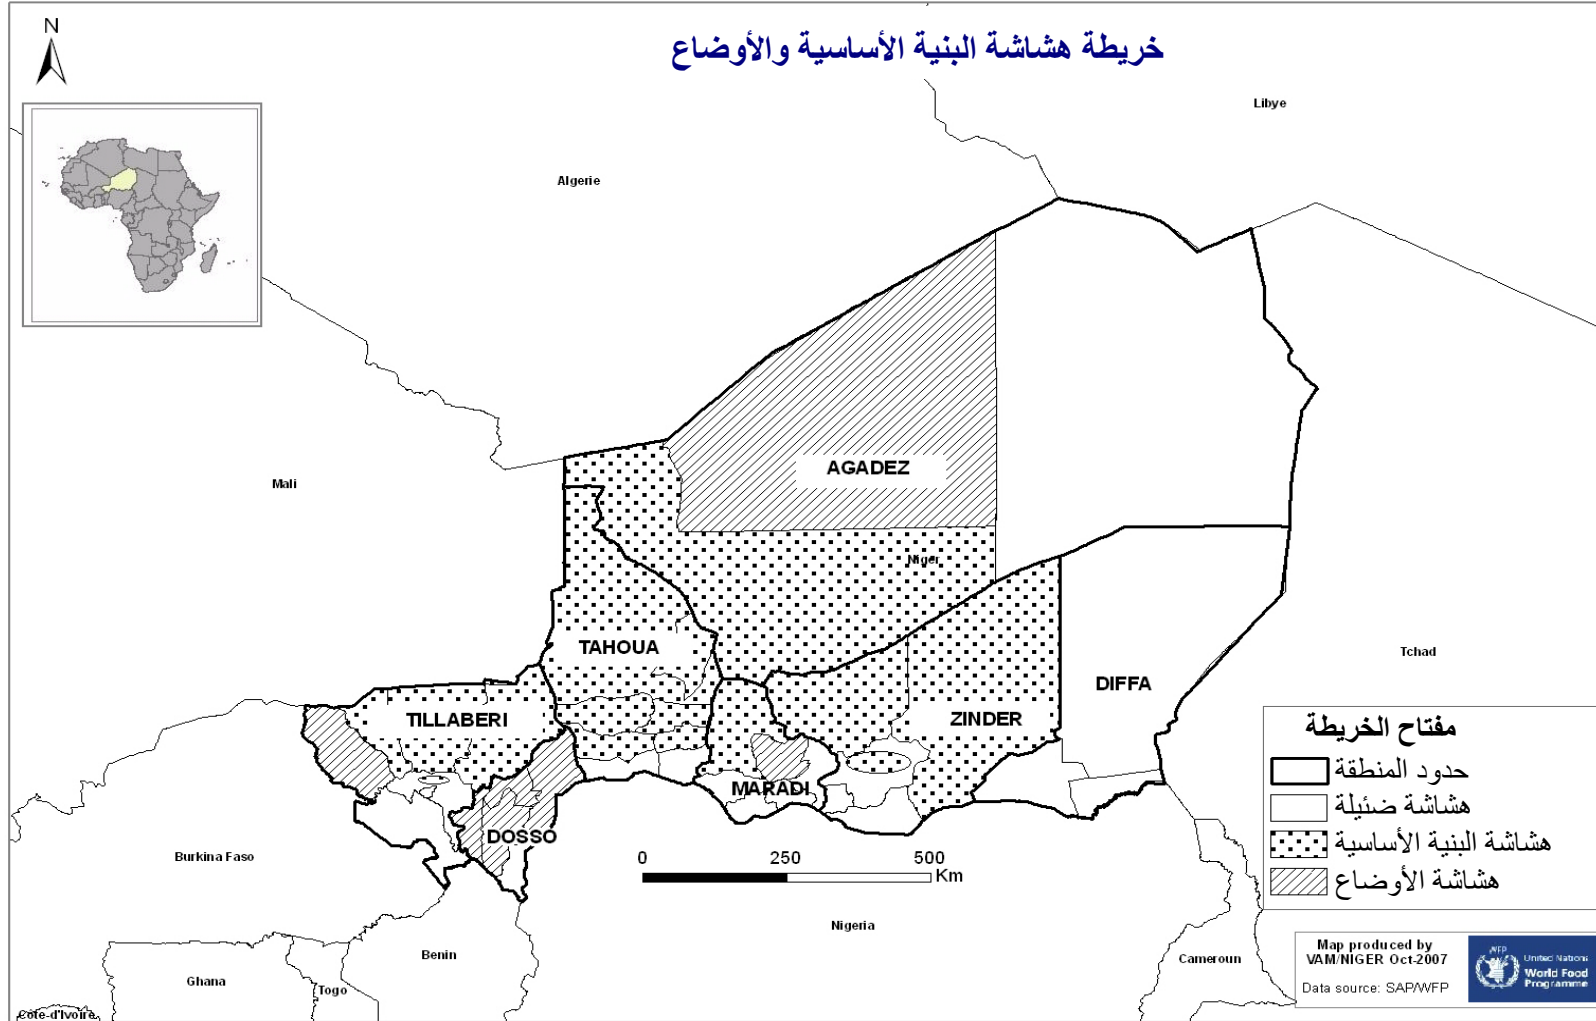 خريطة هشاشة البنية الأساسية والأوضاع
N
Libye
Algerie
AGADEZ
Mali
Niger
TAHOUA
Tchad
DIFFA
TILLABERI
ZINDER
MARADI
DOSSO
مفتاح الخريطة
حدود المنطقة
هشاشة ضئيلة
هشاشة البنية الأساسية
هشاشة الأوضاع
0 250 500
Km
Burkina Faso
Nigeria
Benin
Ghana
Togo
Cote-d'Ivoire
Cameroun
Map produced by
VAM/NIGER Oct-2007
Data source: SAP/WFP
WFP
United Nations
World Food
Programme